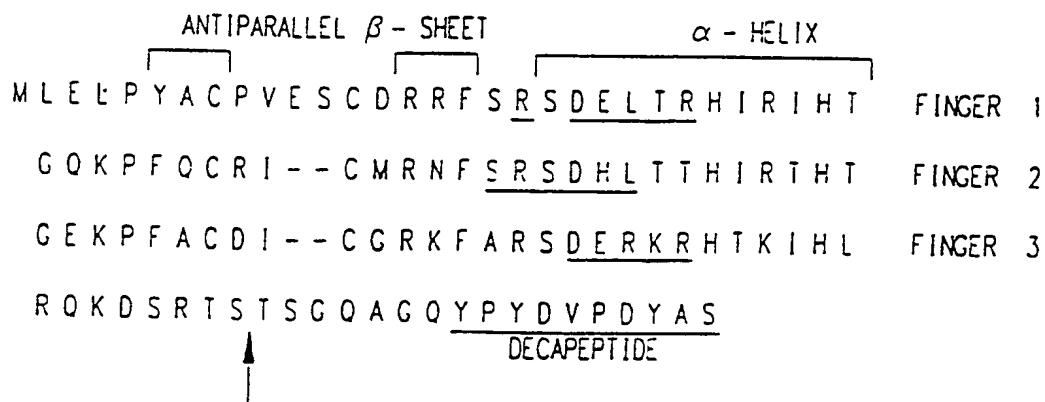 ANTIPARALLEL β - SHEET α - HELIX
M L E L P Y A C P V E S C D R R F S R S D E L T R H I R I H T FINGER 1
G Q K P F Q C R I - - C M R N F S R S D H L T T H I R T H T FINGER 2
G E K P F A C D I - - C G R K F A R S D E R K R H T K I H L FINGER 3
R Q K D S R T S T S G Q A G Q Y P Y D V P D Y A S
DECAPEPTIDE